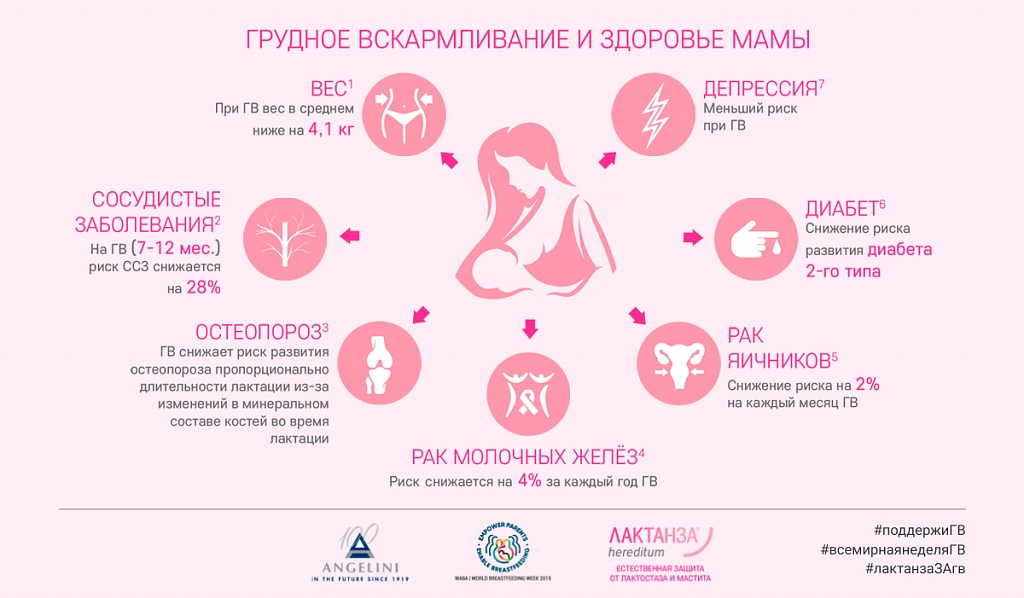 ГРУДНОЕ ВСКАРМЛИВАНИЕ И ЗДОРОВЬЕ МАМЫ
ВЕС¹
При ГВ вес в среднем
ниже на 4,1 кг
ДЕПРЕССИЯ⁷
Меньший риск
при ГВ
СОСУДИСТЫЕ
ЗАБОЛЕВАНИЯ²
На ГВ (7-12 мес.)
риск ССЗ снижается
на 28%
ДИАБЕТ⁶
Снижение риска
развития диабета
2-го типа
ОСТЕОПОРОЗ³
ГВ снижает риск развития
остеопороза пропорционально
длительности лактации из-за
изменений в минеральном
составе костей во время
лактации
РАК
ЯИЧНИКОВ⁵
Снижение риска на 2%
на каждый месяц ГВ
РАК МОЛОЧНЫХ ЖЕЛЁЗ⁴
Риск снижается на 4% за каждый год ГВ
100
ANGELINI
IN THE FUTURE SINCE 1919
EMPOWER PARENTS
ENABLE BREASTFEEDING
WABA | WORLD BREASTFEEDING WEEK 2019
ЛАКТАНЗА®
hereditum
ЕСТЕСТВЕННАЯ ЗАЩИТА
ОТ ЛАКТОСТАЗА И МАСТИТА
#поддержиГВ
#всемирнаянеделяГВ
#лактанзаЗАгв